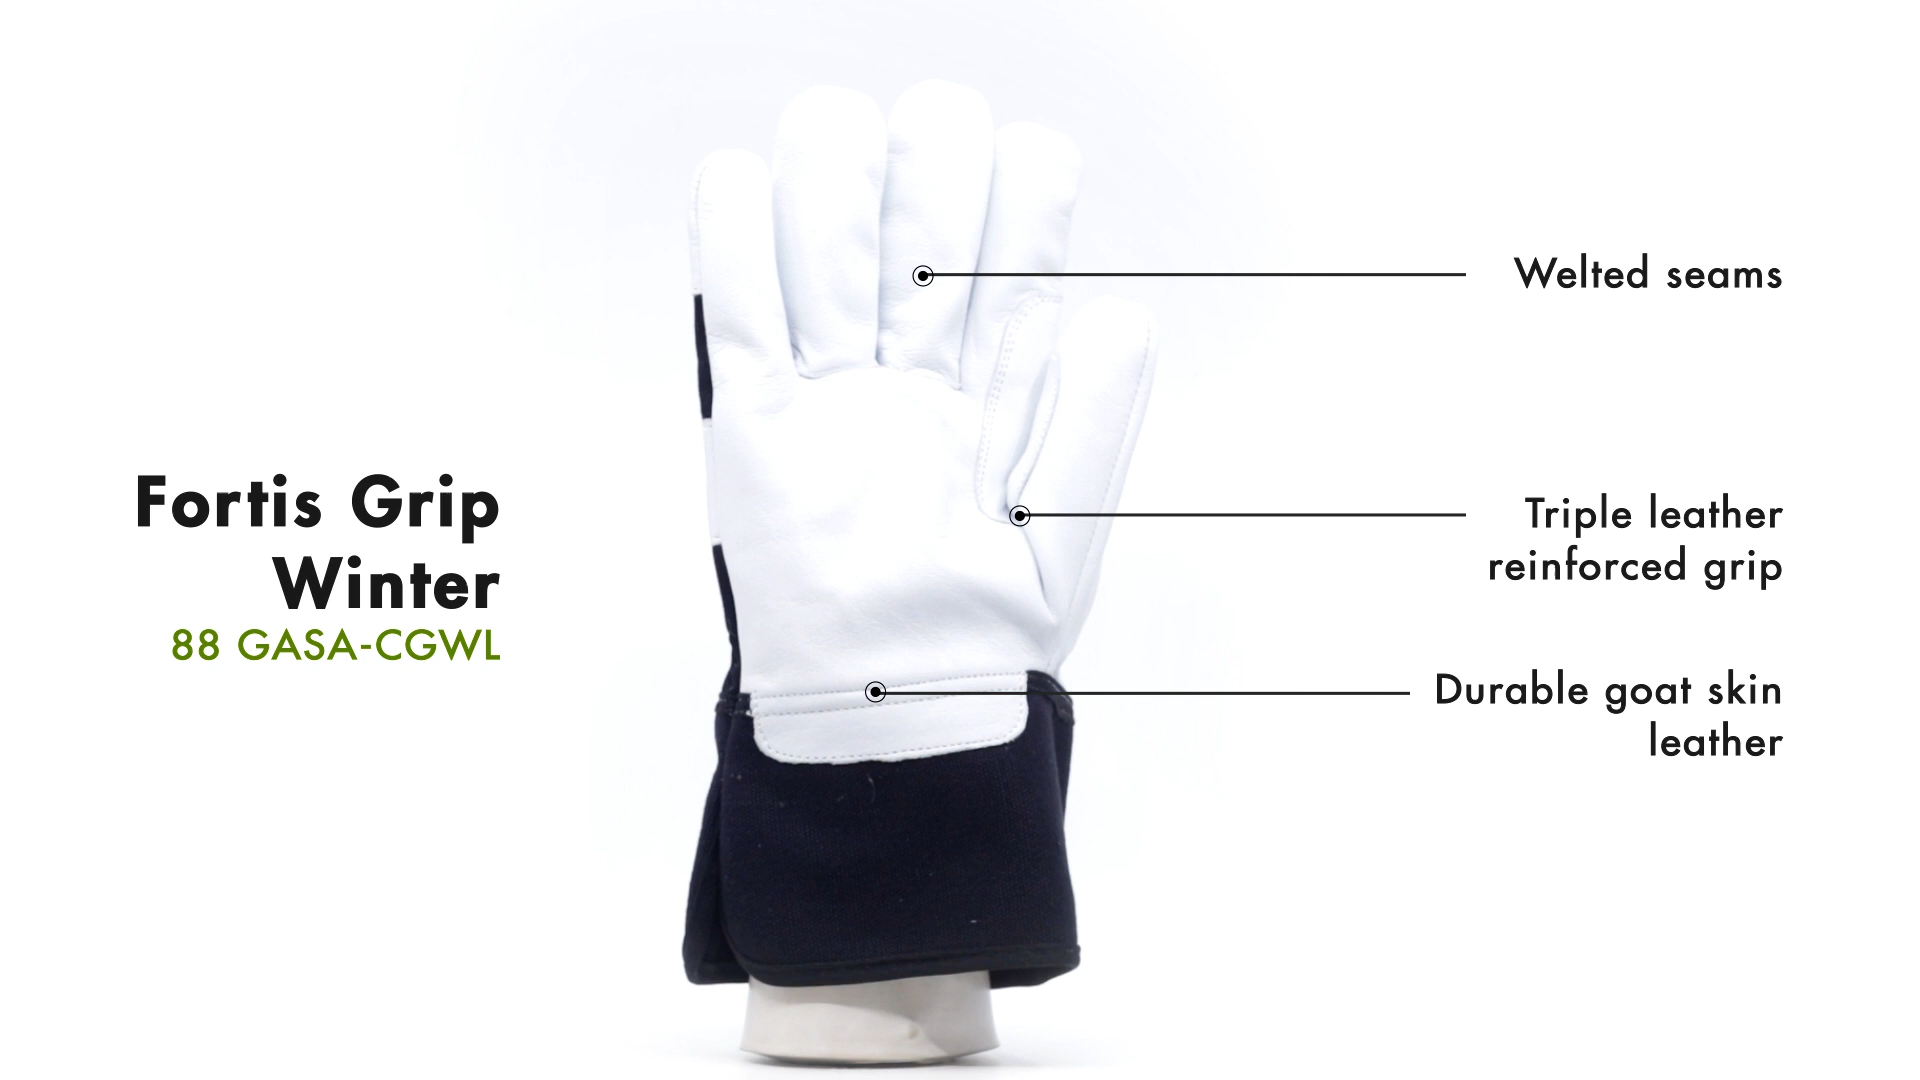 Fortis Grip
Winter
88 GASA-CGWL
Welted seams
Triple leather
reinforced grip
Durable goat skin
leather